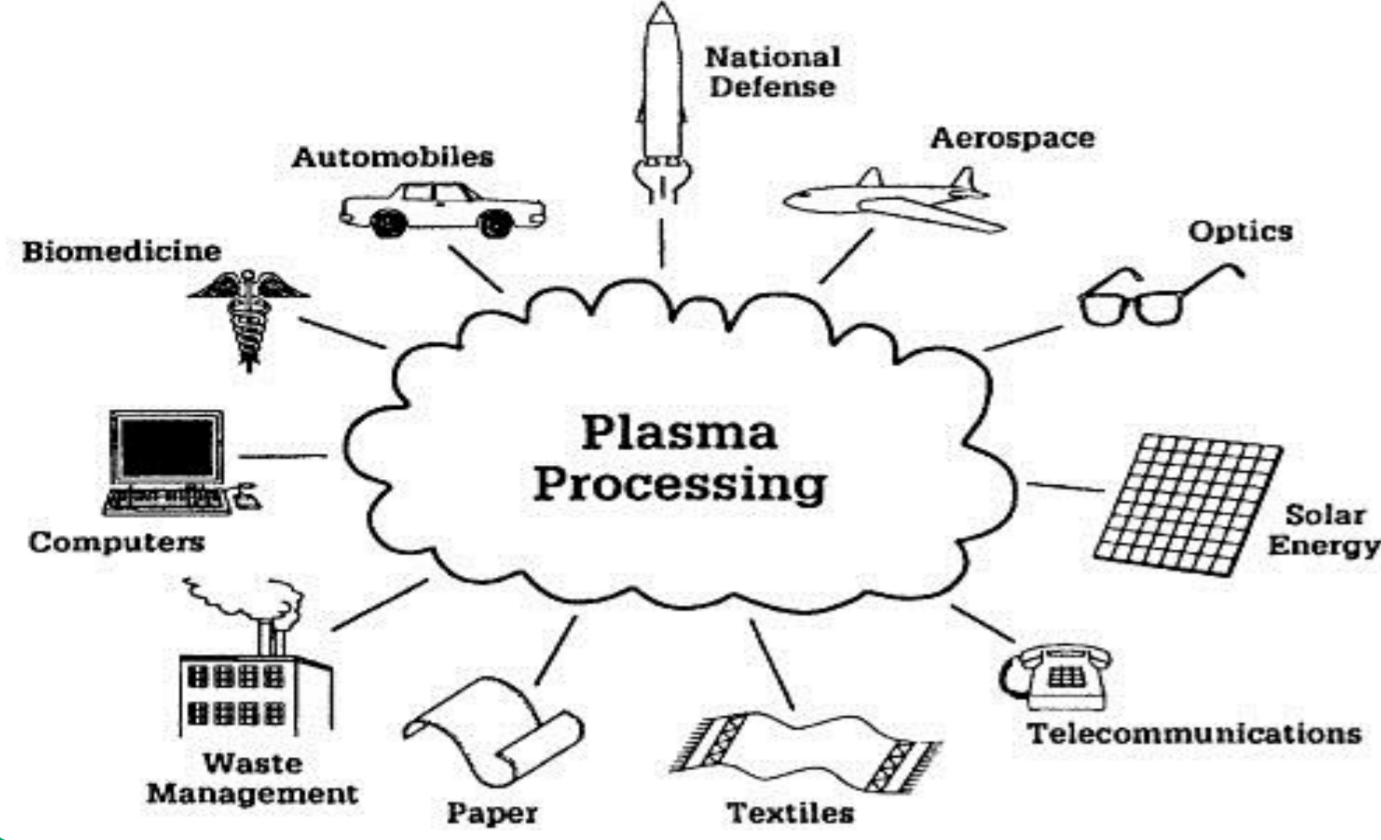 National
Defense
Automobiles
Aerospace
Biomedicine
Optics
Plasma
Processing
Computers
Solar
Energy
Waste
Management
Paper
Textiles
Telecommunications